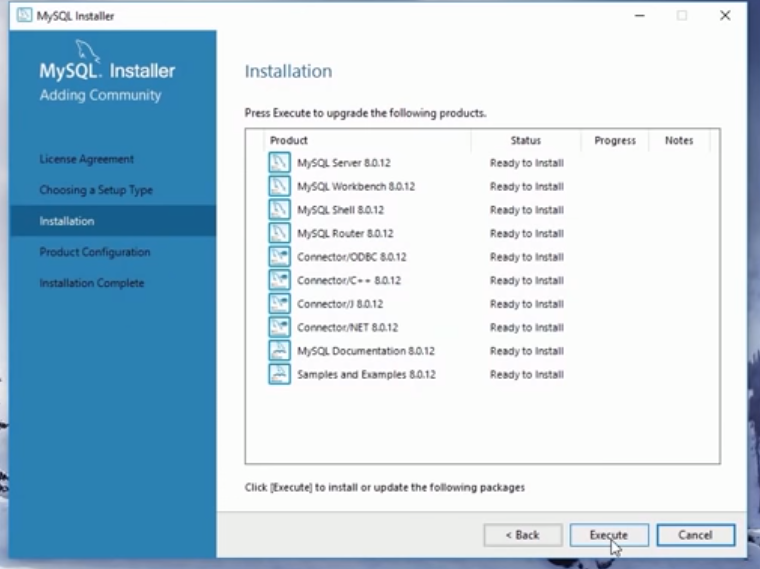 MySQL Installer
MySQL. Installer
Adding Community
License Agreement
Choosing a Setup Type
Installation
Product Configuration
Installation Complete
Installation
Press Execute to upgrade the following products.
Product Status Progress Notes
MySQL Server 8.0.12 Ready to Install
MySQL Workbench 8.0.12 Ready to Install
MySQL Shell 8.0.12 Ready to Install
MySQL Router 8.0.12 Ready to Install
Connector/ODBC 8.0.12 Ready to Install
Connector/C++ 8.0.12 Ready to Install
Connector/J 8.0.12 Ready to Install
Connector/NET 8.0.12 Ready to Install
MySQL Documentation 8.0.12 Ready to Install
Samples and Examples 8.0.12 Ready to Install
Click [Execute] to install or update the following packages
< Back Execute Cancel